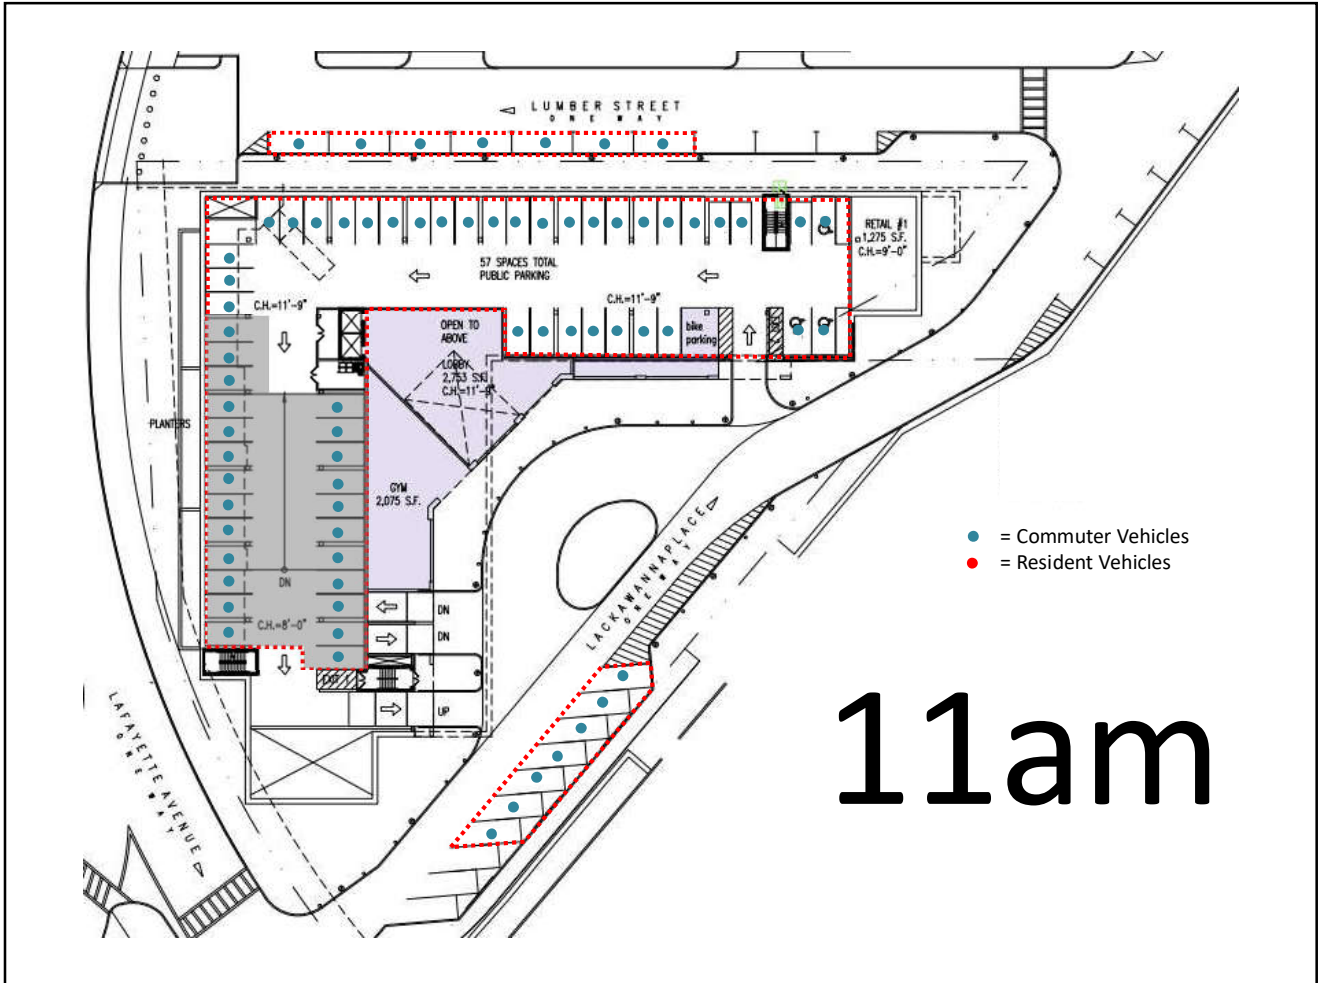 LUMBER STREET
ONE WAY
RETAIL #1
1,275 S.F.
C.H.=9'-0"
57 SPACES TOTAL
PUBLIC PARKING
C.H.=11'-9"
C.H.=11'-9"
OPEN TO
ABOVE
bike
parking
LOBBY
2,753 S.F.
PLANTERS
GYM
2,075 S.F.
LACKAWANNA PLACE
ONE WAY
= Commuter Vehicles
= Resident Vehicles
DN
C.H.=8'-0"
DN
DN
EXIT
UP
LAFAYETTE AVENUE
ONE WAY
11am